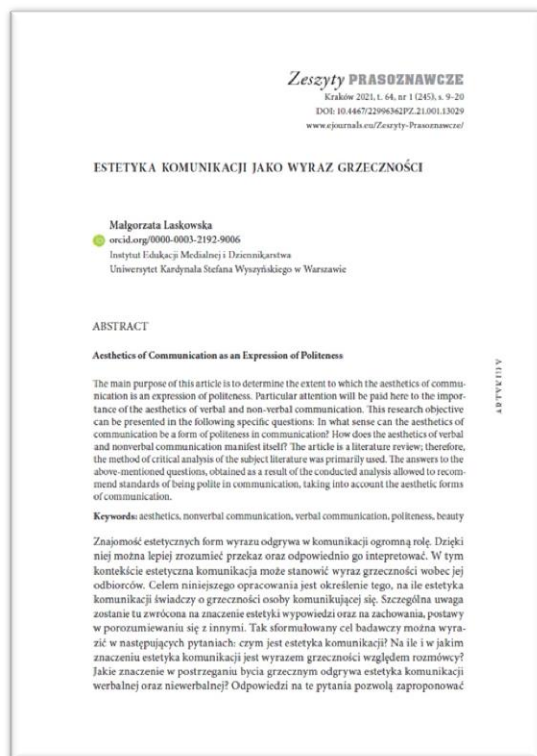 Zeszyty PRASOZNAWCZE
Kraków 2021, t. 64, nr 1 (245), s. 9–20
DOI: 10.4467/22996362PZ.21.001.13029
www.ejournals.eu/Zeszyty-Prasoznawcze/
ESTETYKA KOMUNIKACJI JAKO WYRAZ GRZECZNOŚCI
Małgorzata Laskowska
orcid.org/0000-0003-2192-9006
Instytut Edukacji Medialnej i Dziennikarstwa
Uniwersytet Kardynała Stefana Wyszyńskiego w Warszawie
ABSTRACT
Aesthetics of Communication as an Expression of Politeness
The main purpose of this article is to determine the extent to which the aesthetics of commu-
nication is an expression of politeness. Particular attention will be paid here to the impor-
tance of the aesthetics of verbal and non-verbal communication. This research objective
can be presented in the following specific questions: In what sense can the aesthetics of
communication be a form of politeness in communication? How does the aesthetics of verbal
and nonverbal communication manifest itself? The article is a literature review; therefore,
the method of critical analysis of the subject literature was primarily used. The answers to the
above-mentioned questions, obtained as a result of the conducted analysis allowed to recom-
mend standards of being polite in communication, taking into account the aesthetic forms
of communication.
Keywords: aesthetics, nonverbal communication, verbal communication, politeness, beauty
Znajomość estetycznych form wyrazu odgrywa w komunikacji ogromną rolę. Dzięki
niej można lepiej zrozumieć przekaz oraz odpowiednio go intepretować. W tym
kontekście estetyczna komunikacja może stanowić wyraz grzeczności wobec jej
odbiorców. Celem niniejszego opracowania jest określenie tego, na ile estetyka
komunikacji świadczy o grzeczności osoby komunikującej się. Szczególna uwaga
zostanie tu zwrócona na znaczenie estetyki wypowiedzi oraz na zachowania, postawy
w porozumiewaniu się z innymi. Tak sformułowany cel badawczy można wyra-
zić w następujących pytaniach: czym jest estetyka komunikacji? Na ile i w jakim
znaczeniu estetyka komunikacji jest wyrazem grzeczności względem rozmówcy?
Jakie znaczenie w postrzeganiu bycia grzecznym odgrywa estetyka komunikacji
werbalnej oraz niewerbalnej? Odpowiedzi na te pytania pozwolą zaproponować